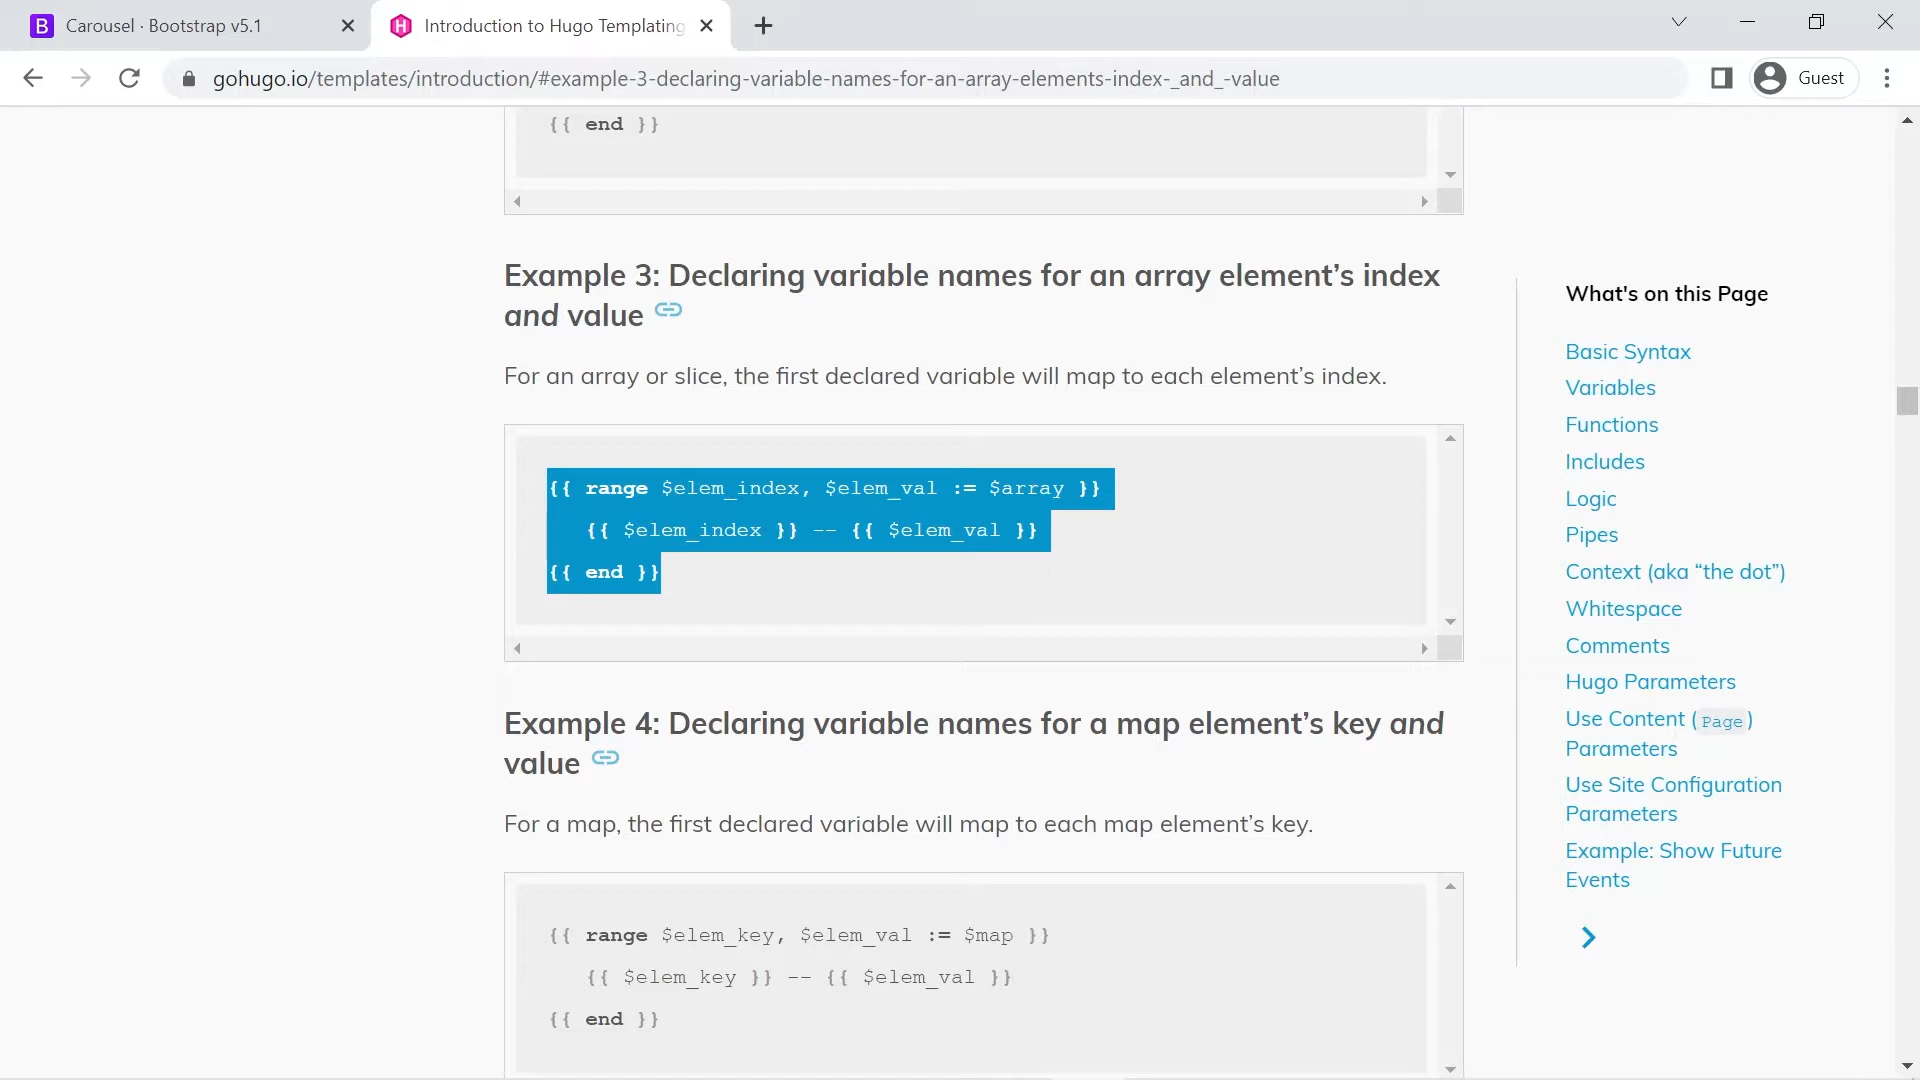 Carousel · Bootstrap v5.1
Introduction to Hugo Templating
gohugo.io/templates/introduction/#example-3-declaring-variable-names-for-an-array-elements-index-_and_-value
Guest
{{ end }}
Example 3: Declaring variable names for an array element’s index
and value
For an array or slice, the first declared variable will map to each element’s index.
{{ range $elem_index, $elem_val := $array }}
{{ $elem_index }} -- {{ $elem_val }}
{{ end }}
Example 4: Declaring variable names for a map element’s key and
value
For a map, the first declared variable will map to each map element’s key.
{{ range $elem_key, $elem_val := $map }}
{{ $elem_key }} -- {{ $elem_val }}
{{ end }}
What's on this Page
Basic Syntax
Variables
Functions
Includes
Logic
Pipes
Context (aka “the dot”)
Whitespace
Comments
Hugo Parameters
Use Content (Page)
Parameters
Use Site Configuration
Parameters
Example: Show Future
Events